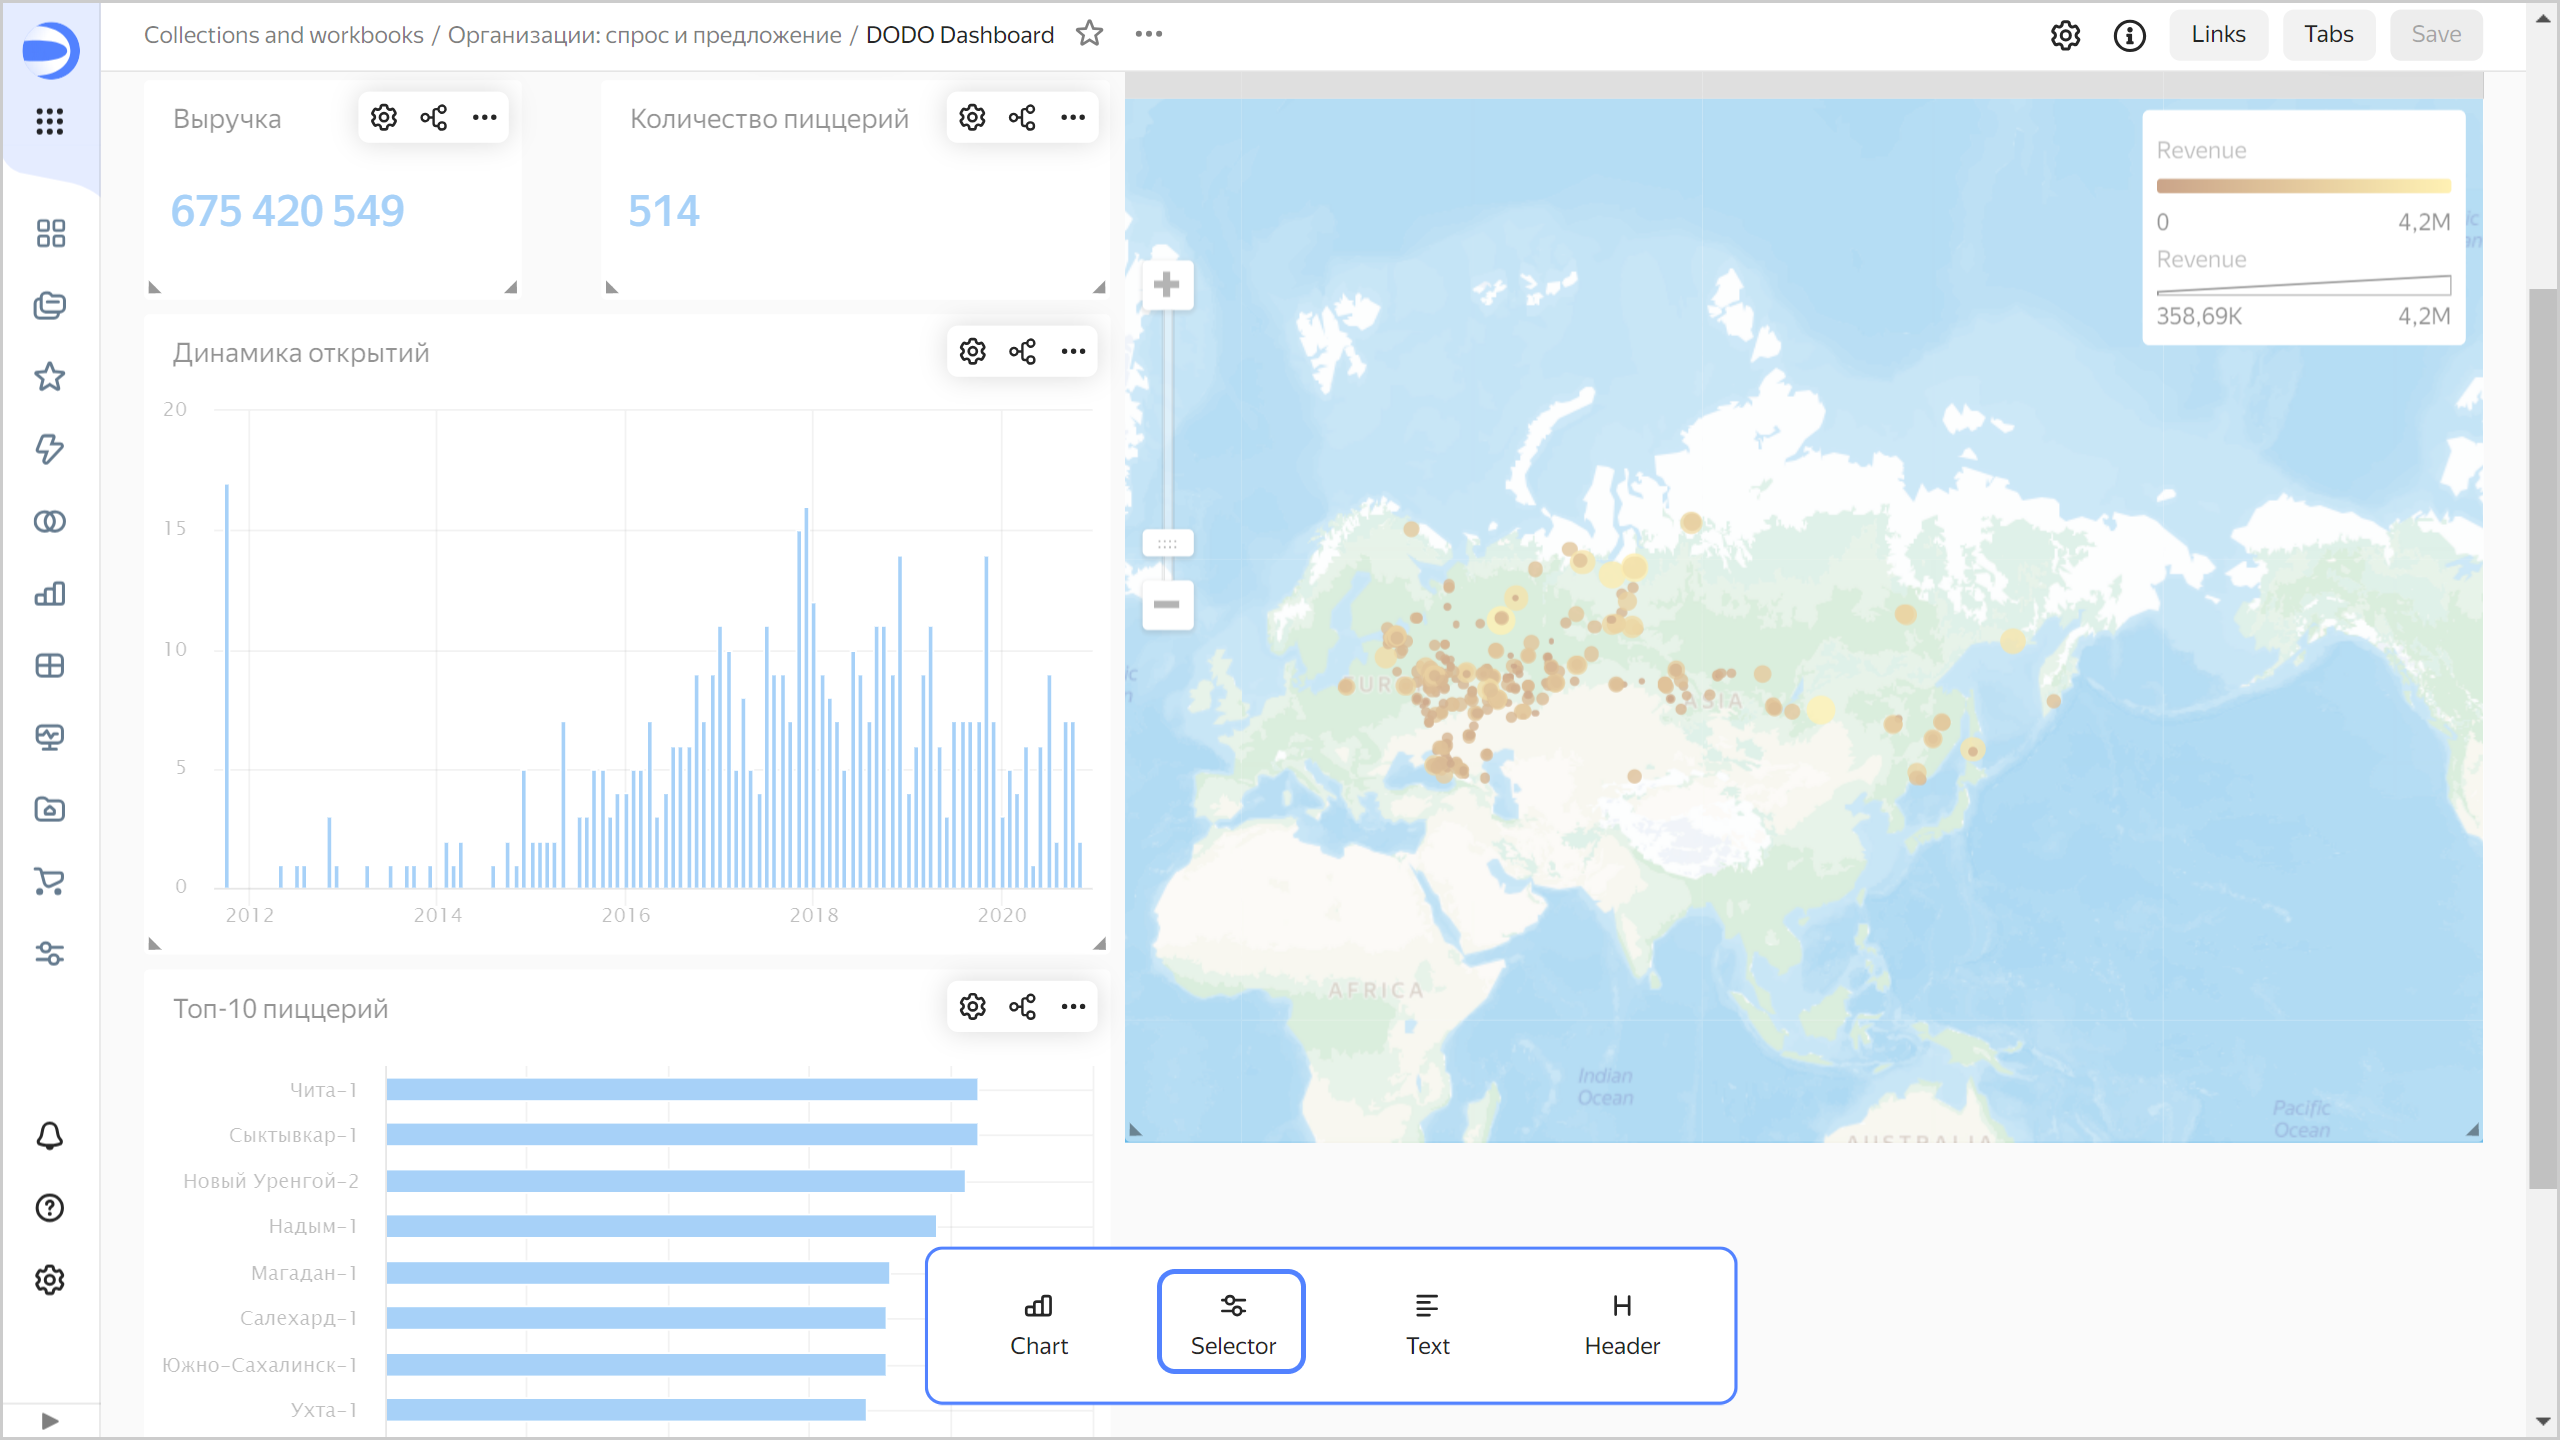 Collections and workbooks / Организации: спрос и предложение / DODO Dashboard
Links
Tabs
Save
Выручка
675 420 549
Количество пиццерий
514
Динамика открытий
20
15
10
5
0
2012
2014
2016
2018
2020
Топ-10 пиццерий
Чита-1
Сыктывкар-1
Новый Уренгой-2
Надым-1
Магадан-1
Салехард-1
Южно-Сахалинск-1
Ухта-1
Revenue
0
4,2M
Revenue
358,69K
4,2M
ASIA
AFRICA
Indian
Ocean
Pacific
Ocean
AUSTRALIA
Chart
Selector
Text
Header